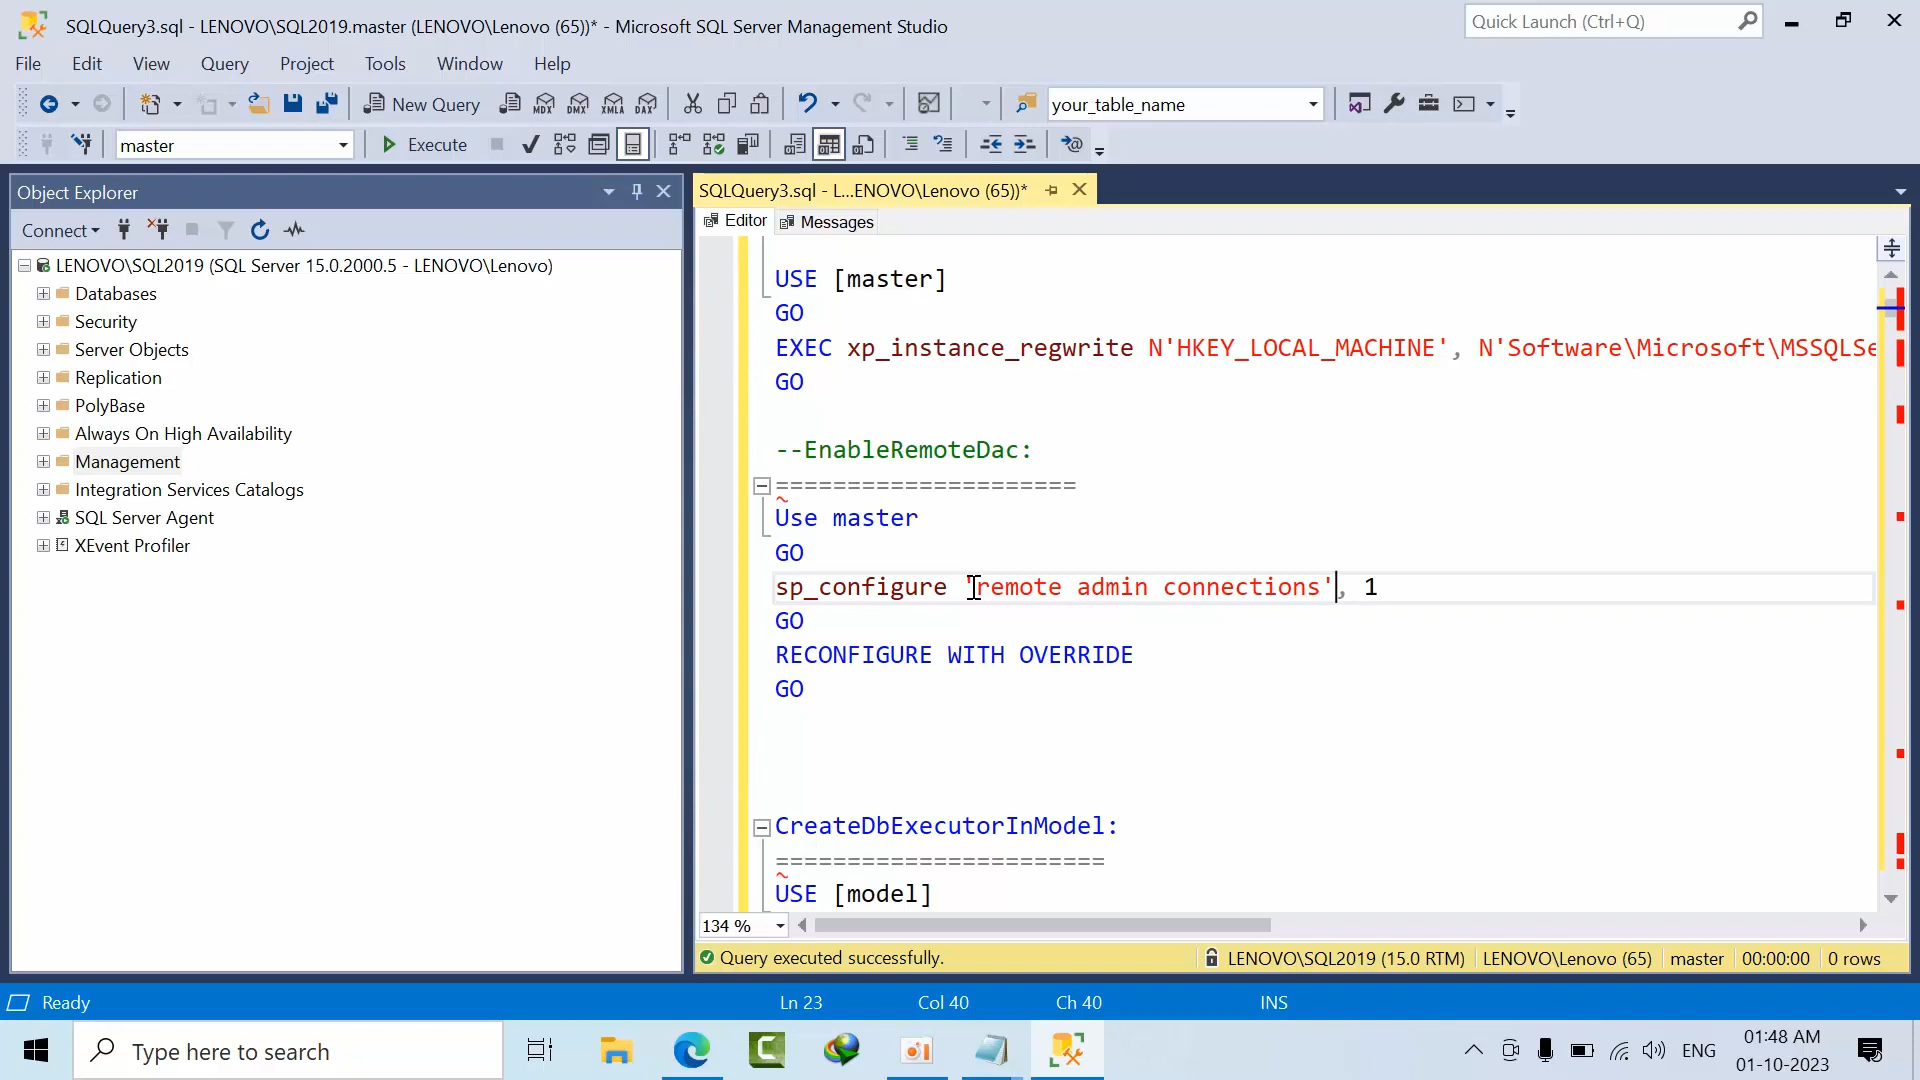 SQLQuery3.sql - LENOVO\SQL2019.master (LENOVO\Lenovo (65))* - Microsoft SQL Server Management Studio
Quick Launch (Ctrl+Q)
File Edit View Query Project Tools Window Help
New Query MDX DMX XMLA DAX your_table_name
master Execute
Object Explorer
Connect
LENOVO\SQL2019 (SQL Server 15.0.2000.5 - LENOVO\Lenovo)
Databases
Security
Server Objects
Replication
PolyBase
Always On High Availability
Management
Integration Services Catalogs
SQL Server Agent
XEvent Profiler
SQLQuery3.sql - L...ENOVO\Lenovo (65))*
Editor Messages
USE [master]
GO
EXEC xp_instance_regwrite N'HKEY_LOCAL_MACHINE', N'Software\Microsoft\MSSQLSe
GO
--EnableRemoteDac:
=====================
Use master
GO
sp_configure 'remote admin connections', 1
GO
RECONFIGURE WITH OVERRIDE
GO
CreateDbExecutorInModel:
=======================
USE [model]
134 %
Query executed successfully. LENOVO\SQL2019 (15.0 RTM) LENOVO\Lenovo (65) master 00:00:00 0 rows
Ready Ln 23 Col 40 Ch 40 INS
Type here to search
ENG
01:48 AM
01-10-2023